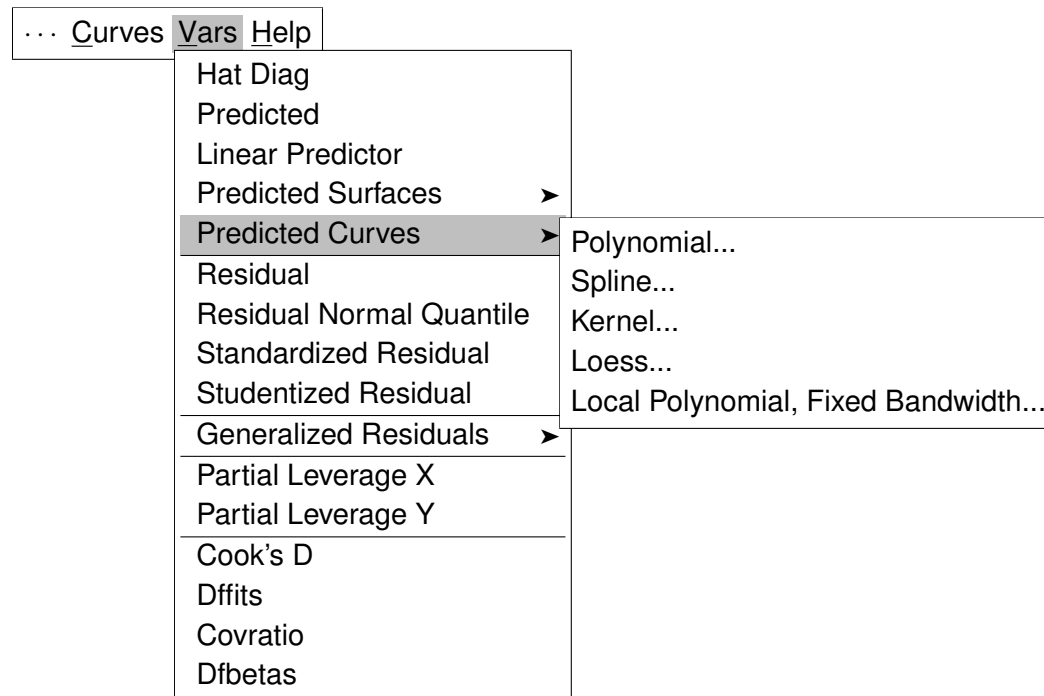 ··· Curves Vars Help
Hat Diag
Predicted
Linear Predictor
Predicted Surfaces ➤
Predicted Curves ➤
Residual
Residual Normal Quantile
Standardized Residual
Studentized Residual
Generalized Residuals ➤
Partial Leverage X
Partial Leverage Y
Cook's D
Dffits
Covratio
Dfbetas
Polynomial...
Spline...
Kernel...
Loess...
Local Polynomial, Fixed Bandwidth...